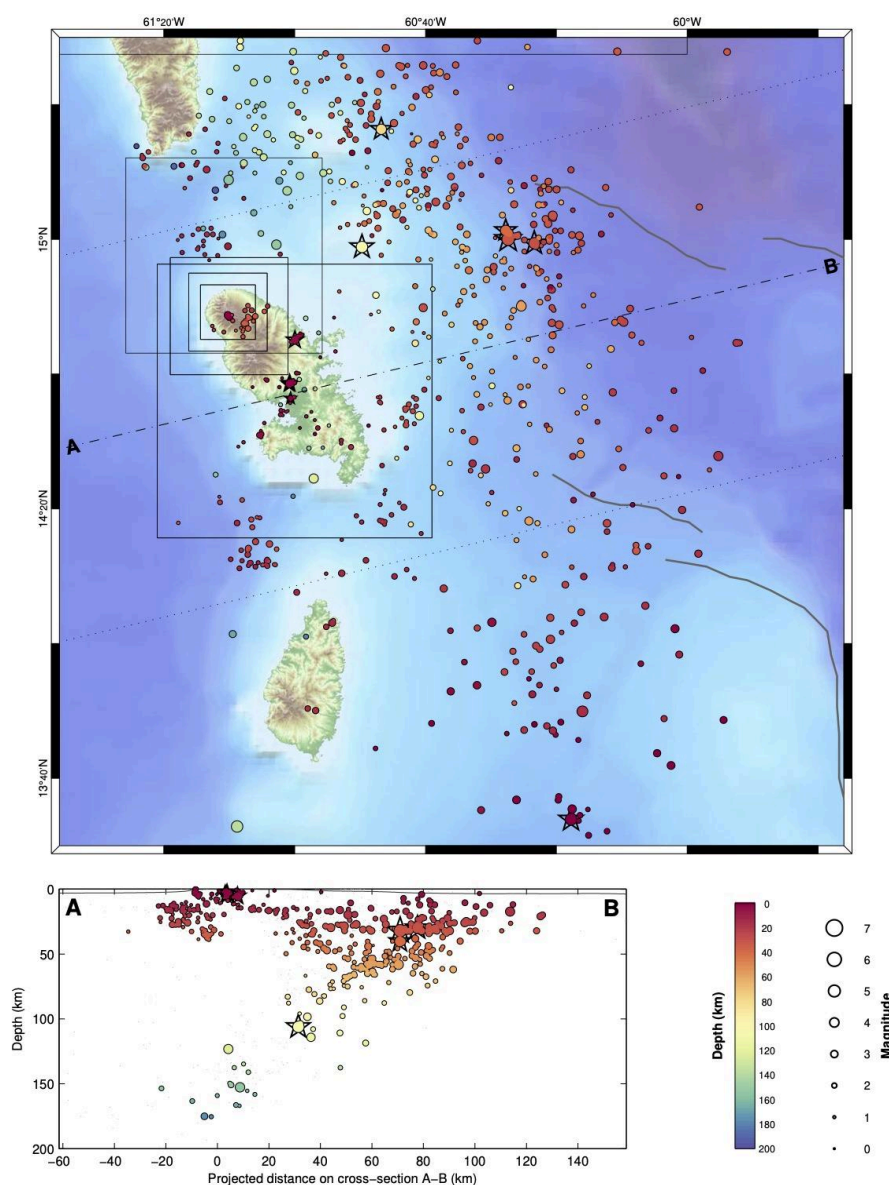 61°20'W 60°40'W 60°W
15°N
B
A
14°20'N
13°40'N
0
50
100
150
200
Depth (km)
A B
−60 −40 −20 0 20 40 60 80 100 120 140
Projected distance on cross−section A−B (km)
Depth (km)
0
20
40
60
80
100
120
140
160
180
200
7
6
5
4
3
2
1
0
Magnitude